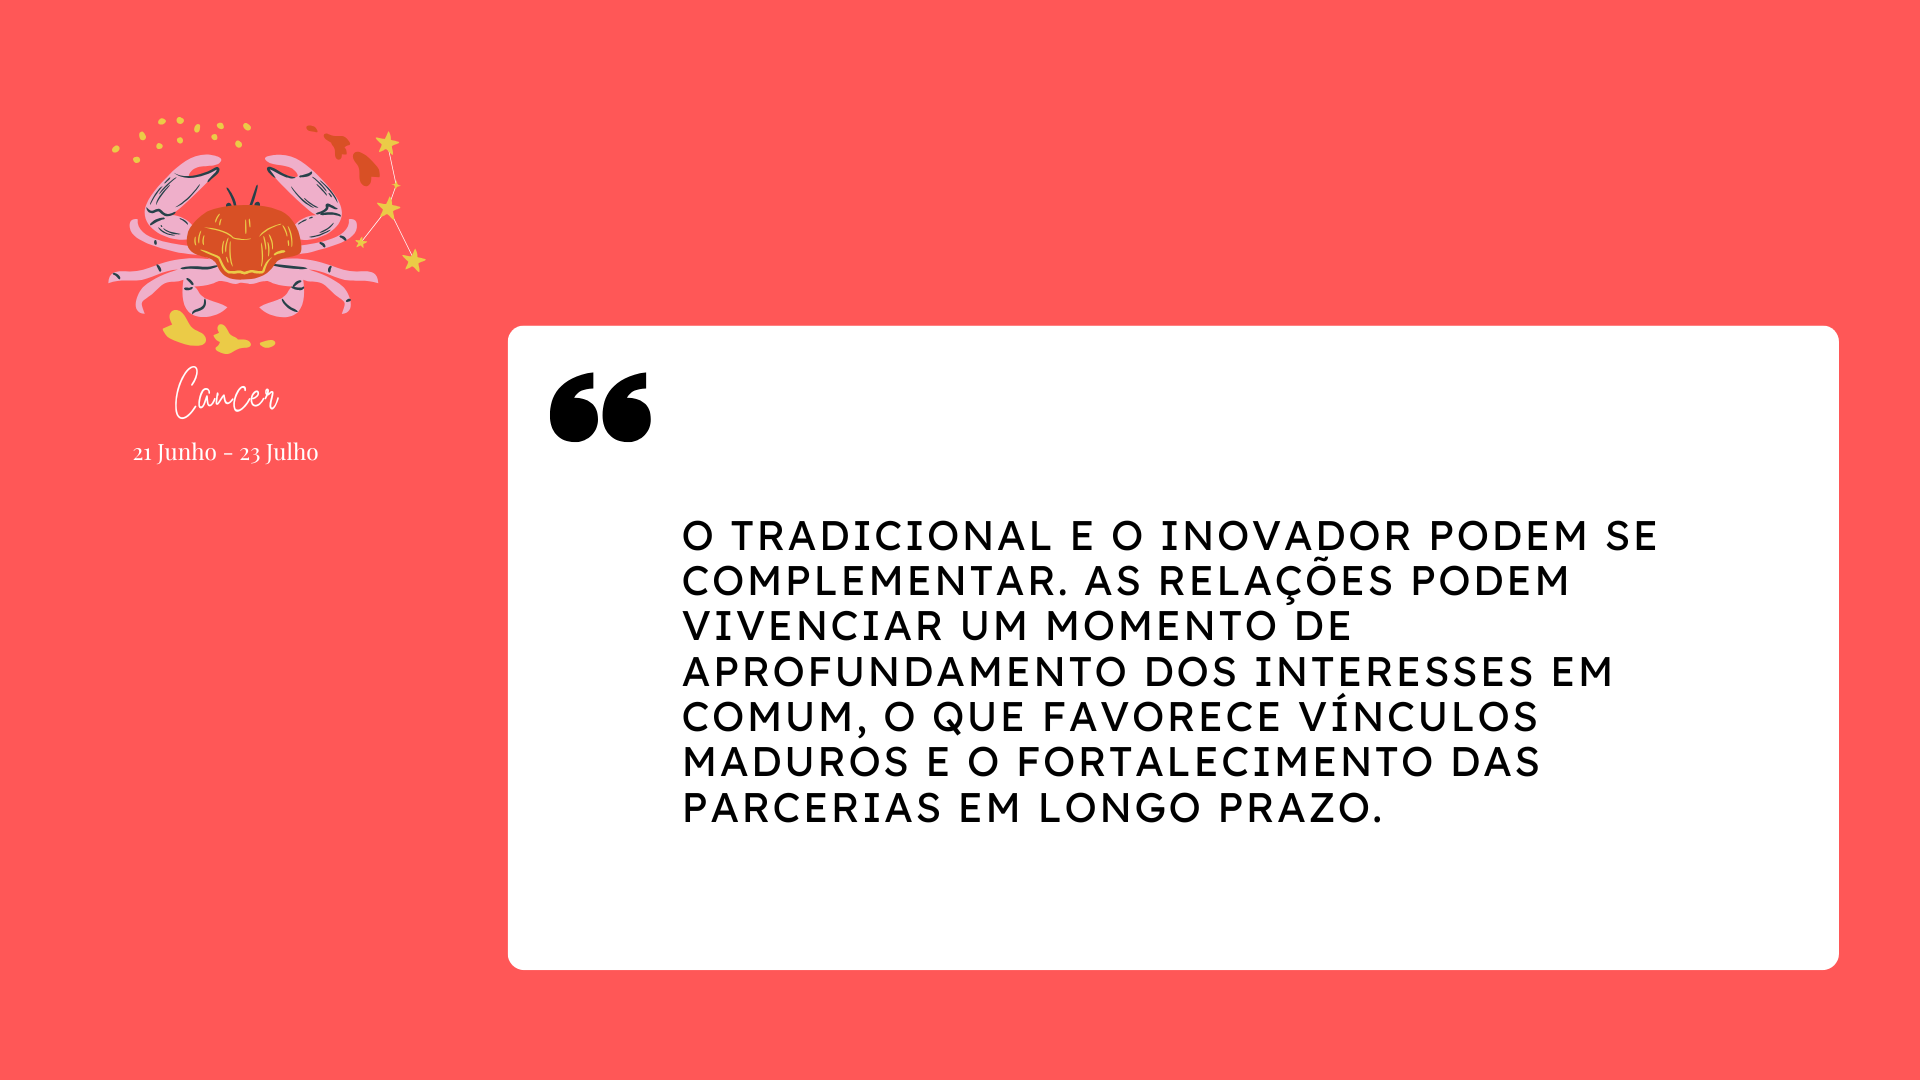 Cancer
21 Junho - 23 Julho
“
O TRADICIONAL E O INOVADOR PODEM SE
COMPLEMENTAR. AS RELAÇÕES PODEM
VIVENCIAR UM MOMENTO DE
APROFUNDAMENTO DOS INTERESSES EM
COMUM, O QUE FAVORECE VÍNCULOS
MADUROS E O FORTALECIMENTO DAS
PARCERIAS EM LONGO PRAZO.